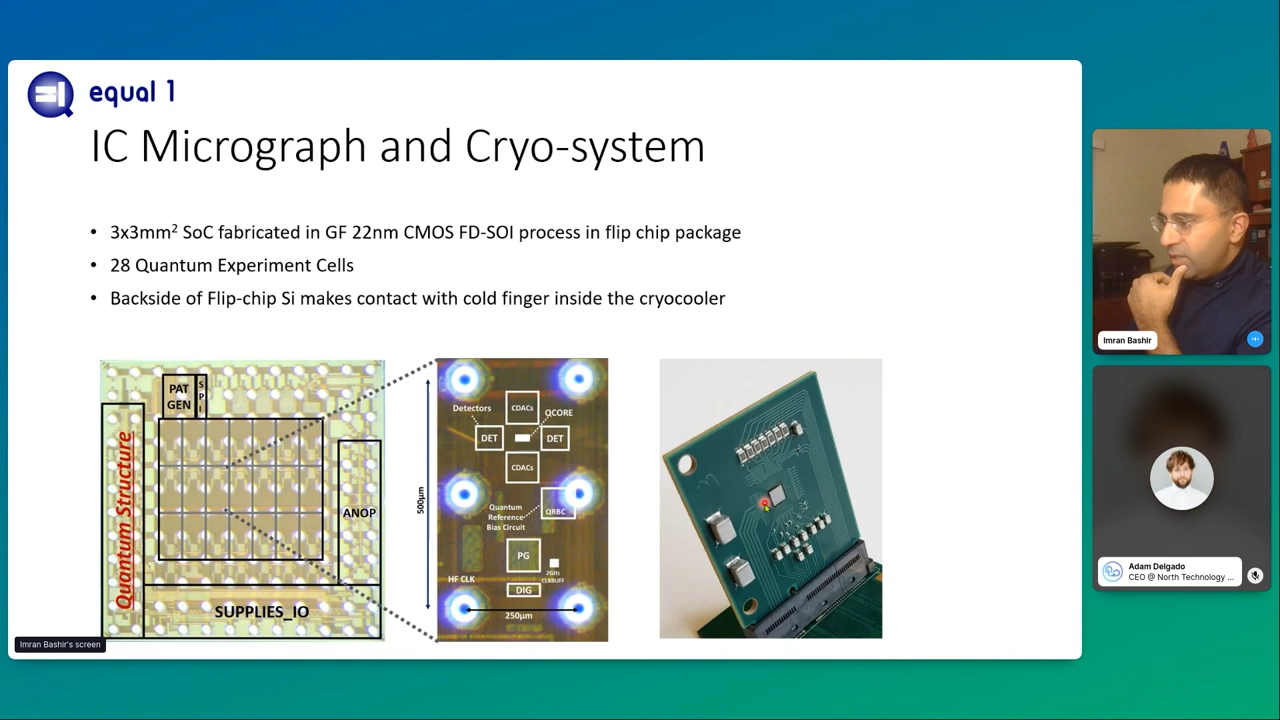 equal 1
IC Micrograph and Cryo-system
• 3x3mm² SoC fabricated in GF 22nm CMOS FD-SOI process in flip chip package
• 28 Quantum Experiment Cells
• Backside of Flip-chip Si makes contact with cold finger inside the cryocooler
PAT
GEN
SPI
Quantum Structure
ANOP
SUPPLIES_IO
500μm
Detectors
CDACs
QCORE
DET
DET
CDACs
Quantum
Reference
Bias Circuit
QRBC
PG
2GHz
CLKBUFF
HF CLK
DIG
250μm
Imran Bashir's screen
Imran Bashir
Adam Delgado
CEO @ North Technology ...